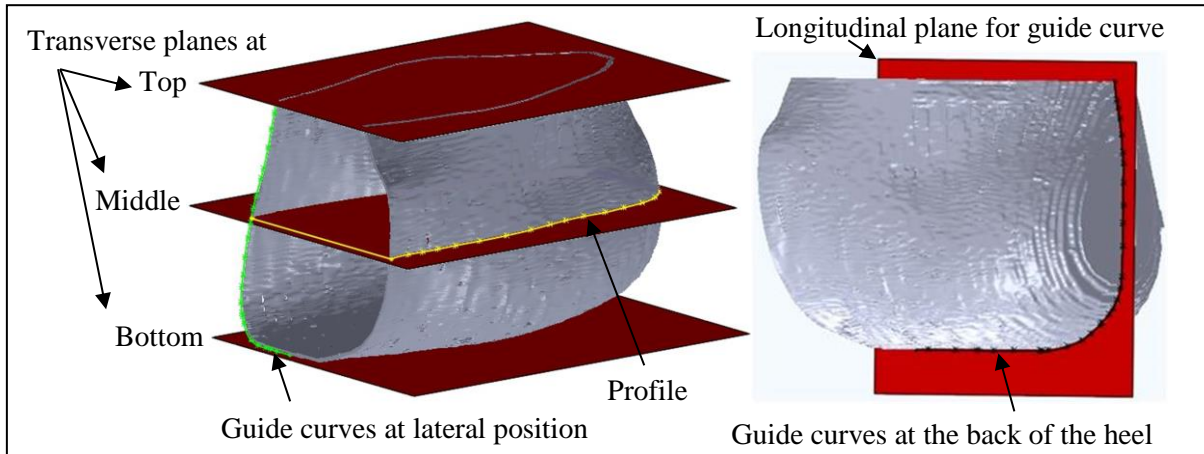 Transverse planes at
Top
Middle
Bottom
Guide curves at lateral position
Profile
Longitudinal plane for guide curve
Guide curves at the back of the heel